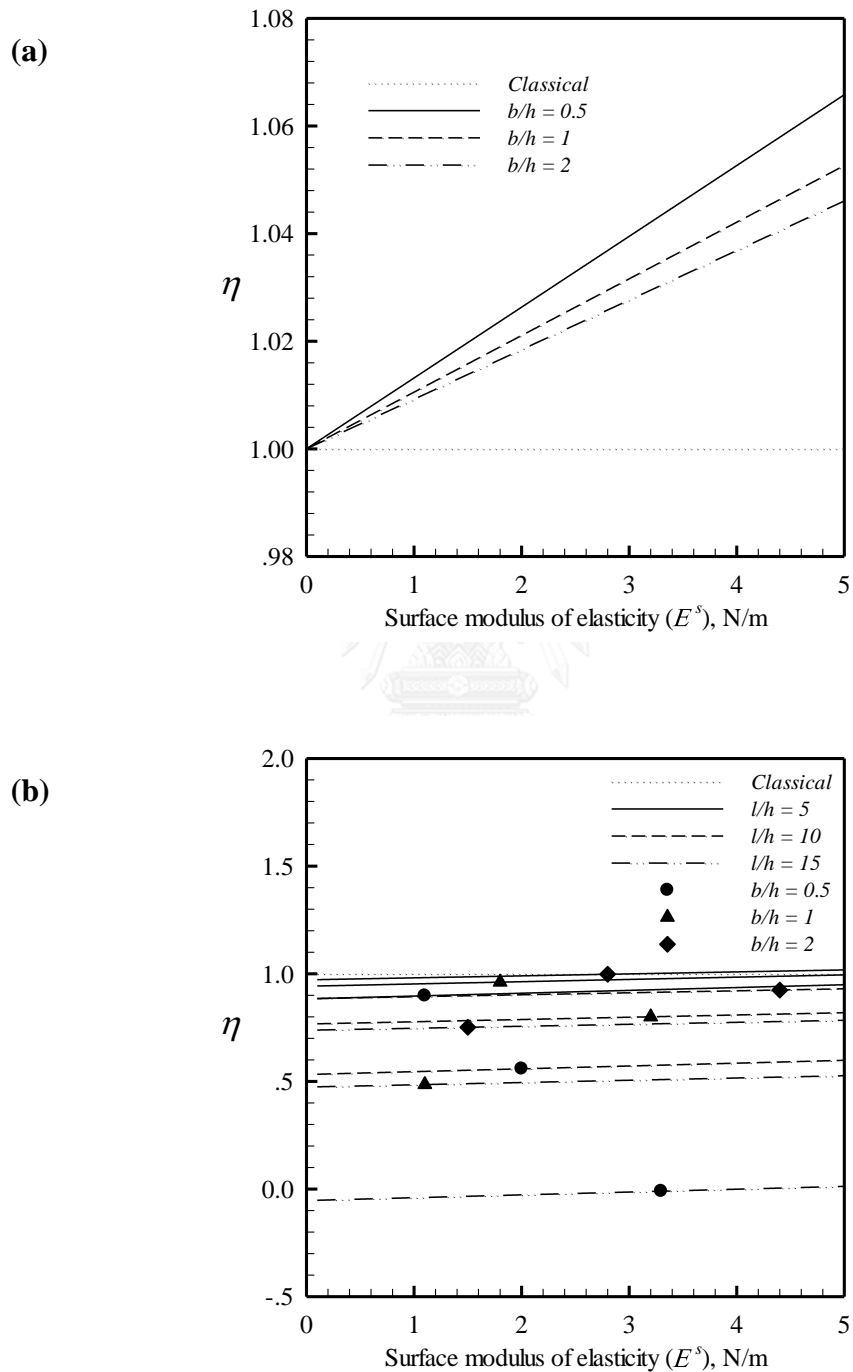 (a)
1.08
1.06
1.04
1.02
1.00
.98
η
Classical
b/h = 0.5
b/h = 1
b/h = 2
0 1 2 3 4 5
Surface modulus of elasticity (E^s), N/m
(b)
2.0
1.5
1.0
.5
0.0
-.5
η
Classical
l/h = 5
l/h = 10
l/h = 15
b/h = 0.5
b/h = 1
b/h = 2
0 1 2 3 4 5
Surface modulus of elasticity (E^s), N/m